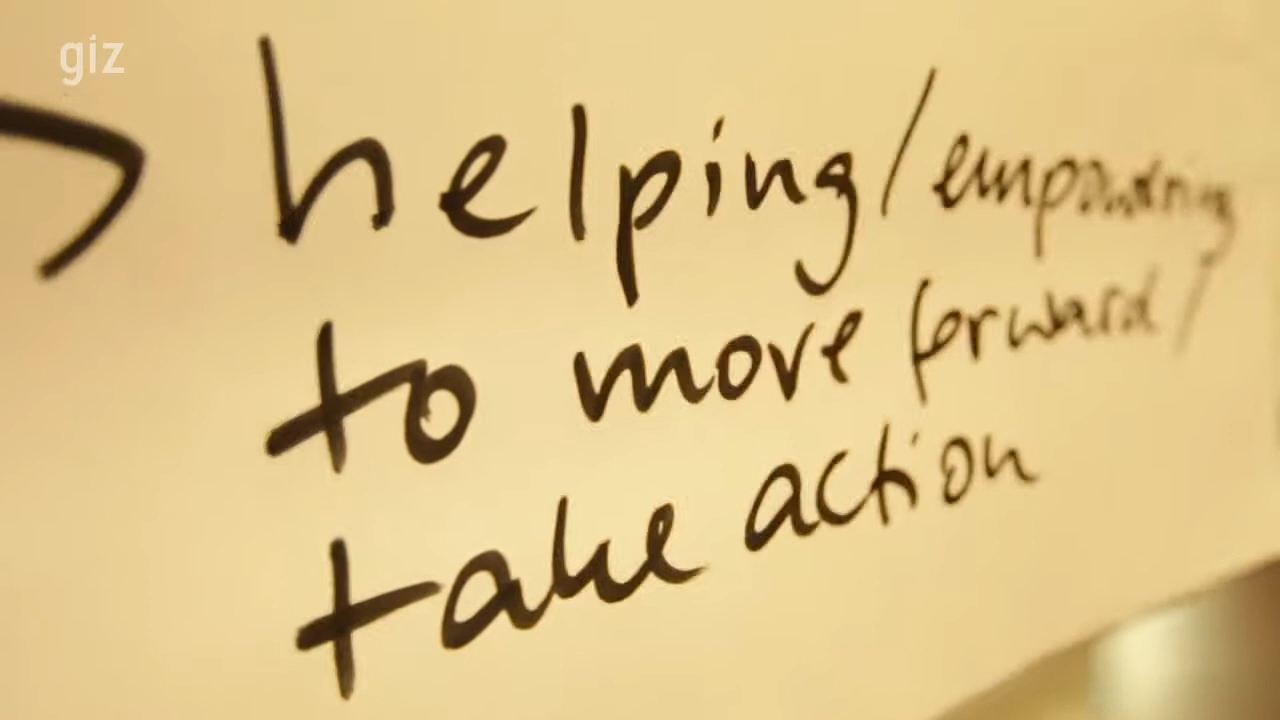 giz
> helping/empowering
to move forward/
take action